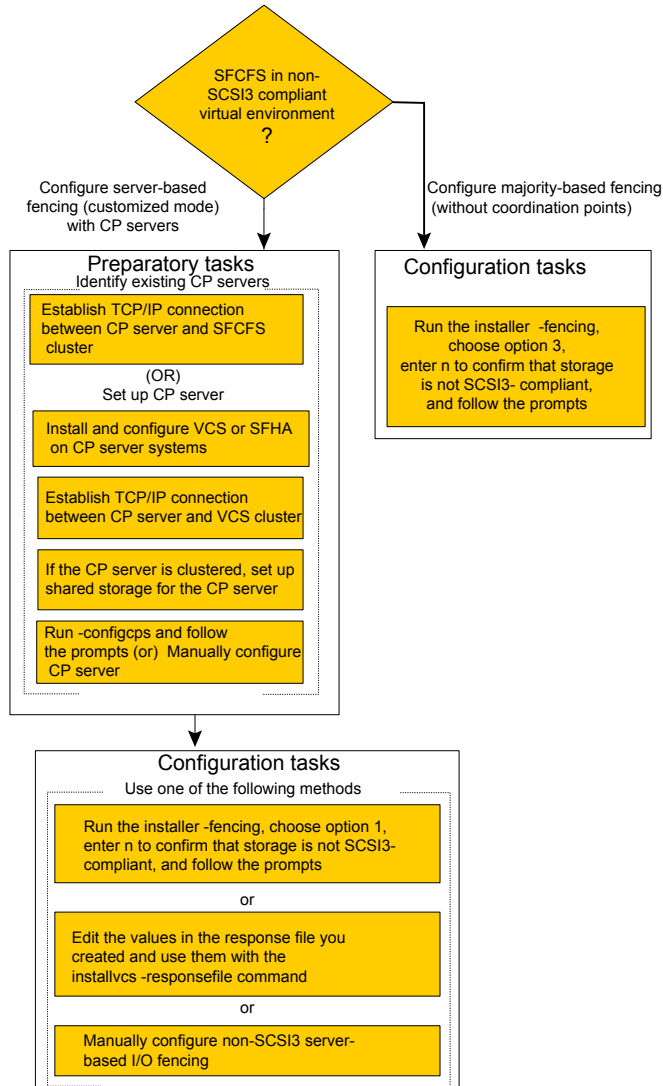 SFCFS in non-
SCSI3 compliant
virtual environment
?
Configure server-based
fencing (customized mode)
with CP servers
Configure majority-based fencing
(without coordination points)
Preparatory tasks
Identify existing CP servers
Establish TCP/IP connection
between CP server and SFCFS
cluster
(OR)
Set up CP server
Install and configure VCS or SFHA
on CP server systems
Establish TCP/IP connection
between CP server and VCS cluster
If the CP server is clustered, set up
shared storage for the CP server
Run -configcps and follow
the prompts (or) Manually configure
CP server
Configuration tasks
Run the installer -fencing,
choose option 3,
enter n to confirm that storage
is not SCSI3- compliant,
and follow the prompts
Configuration tasks
Use one of the following methods
Run the installer -fencing, choose option 1,
enter n to confirm that storage is not SCSI3-
compliant, and follow the prompts
or
Edit the values in the response file you
created and use them with the
installvcs -responsefile command
or
Manually configure non-SCSI3 server-
based I/O fencing